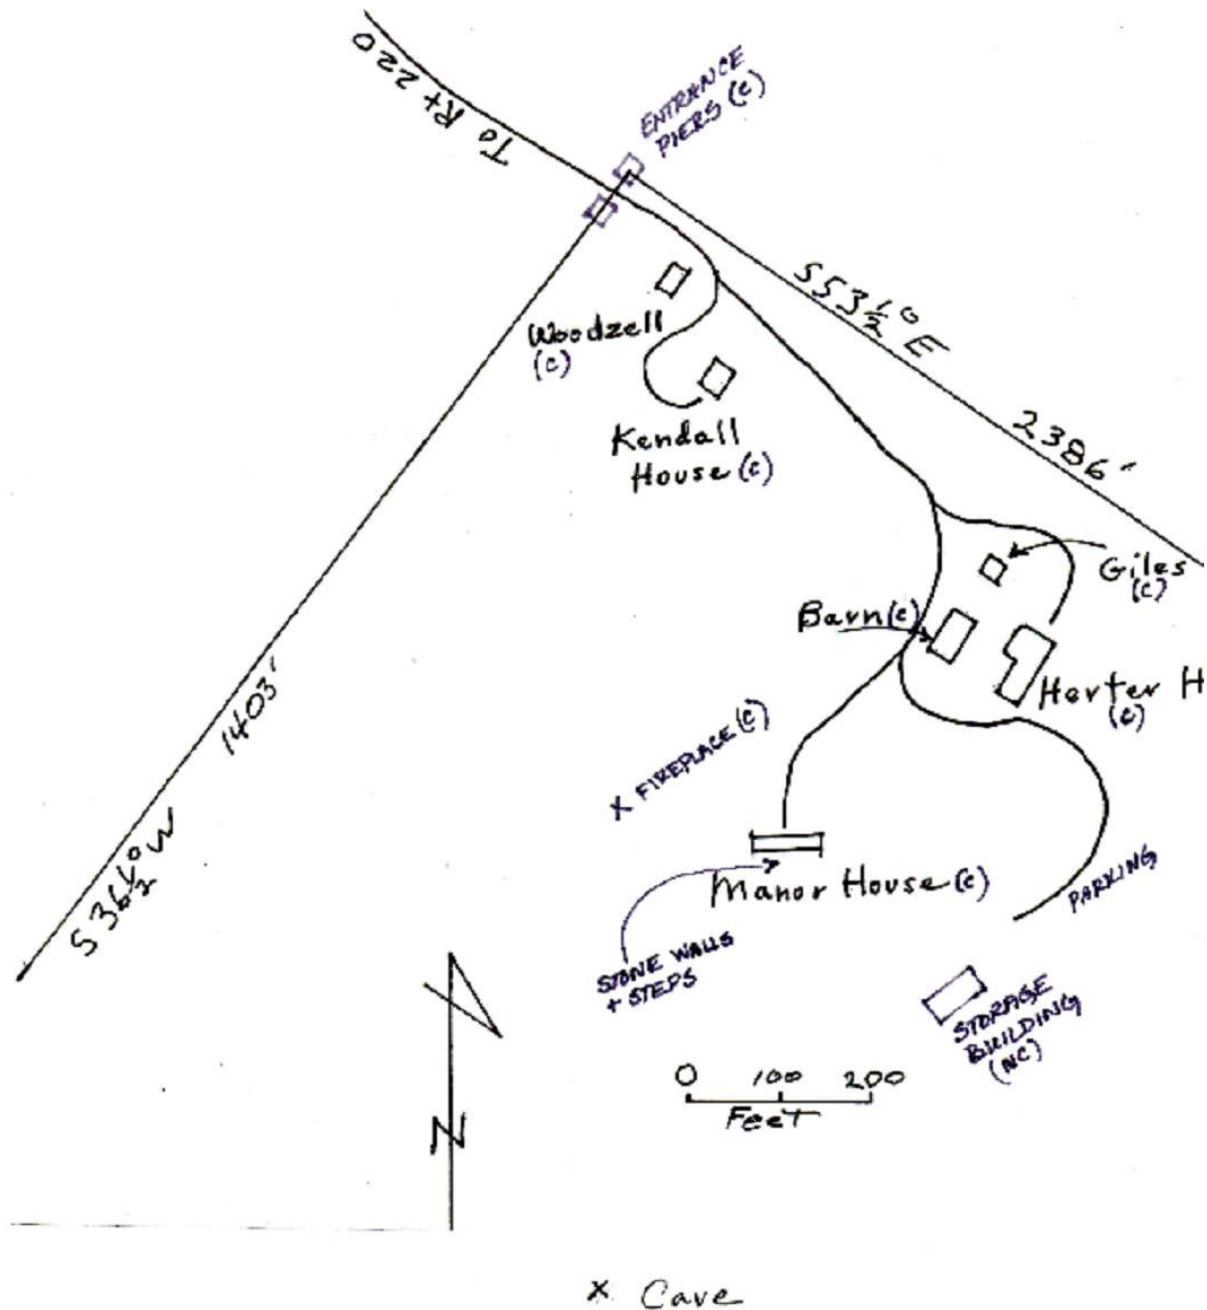 To Rt 220
ENTRANCE
PIERS (C)
S53½° E
2386'
Woodzell
(C)
Kendall
House (C)
Giles
(C)
Barn (C)
Herter H
(C)
1403'
S36½° W
X FIREPLACE (C)
Manor House (C)
PARKING
STONE WALLS
+ STEPS
STORAGE
BUILDING
(NC)
0 100 200
Feet
N
X Cave